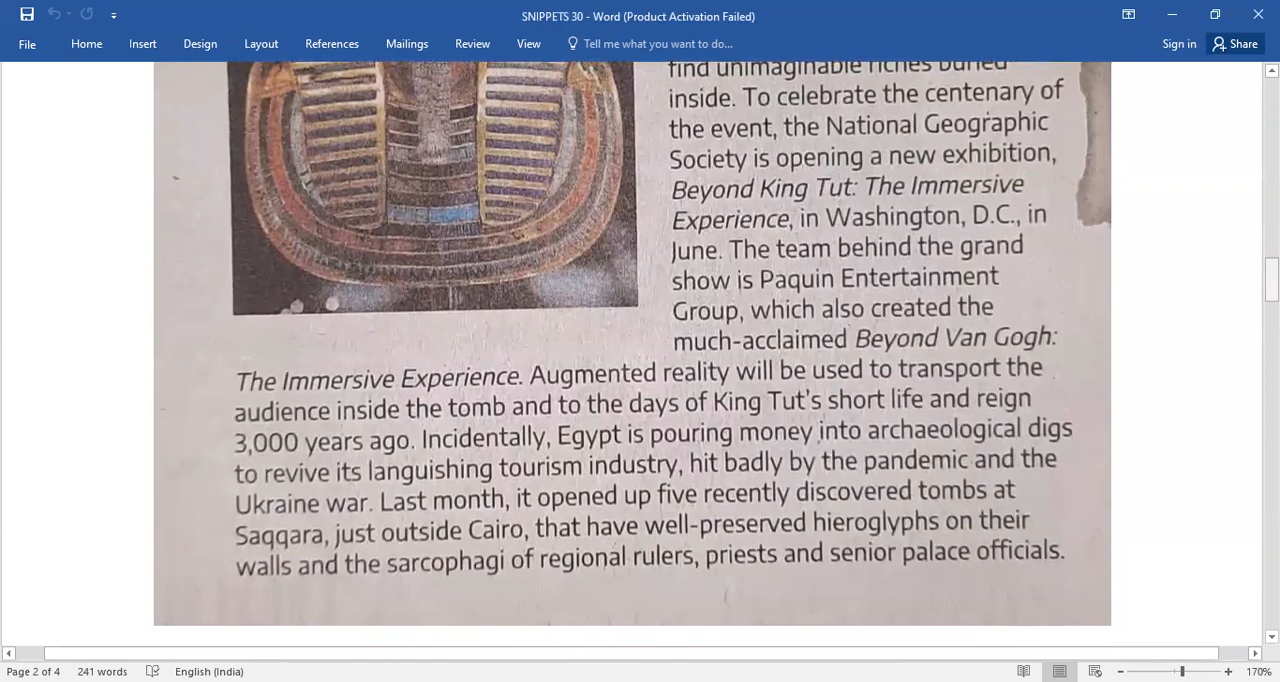 SNIPPETS 30 - Word (Product Activation Failed)
File Home Insert Design Layout References Mailings Review View Tell me what you want to do... Sign in Share
find unimaginable riches buried
inside. To celebrate the centenary of
the event, the National Geographic
Society is opening a new exhibition,
Beyond King Tut: The Immersive
Experience, in Washington, D.C., in
June. The team behind the grand
show is Paquin Entertainment
Group, which also created the
much-acclaimed Beyond Van Gogh:
The Immersive Experience. Augmented reality will be used to transport the
audience inside the tomb and to the days of King Tut's short life and reign
3,000 years ago. Incidentally, Egypt is pouring money into archaeological digs
to revive its languishing tourism industry, hit badly by the pandemic and the
Ukraine war. Last month, it opened up five recently discovered tombs at
Saqqara, just outside Cairo, that have well-preserved hieroglyphs on their
walls and the sarcophagi of regional rulers, priests and senior palace officials.
Page 2 of 4 241 words English (India) 170%